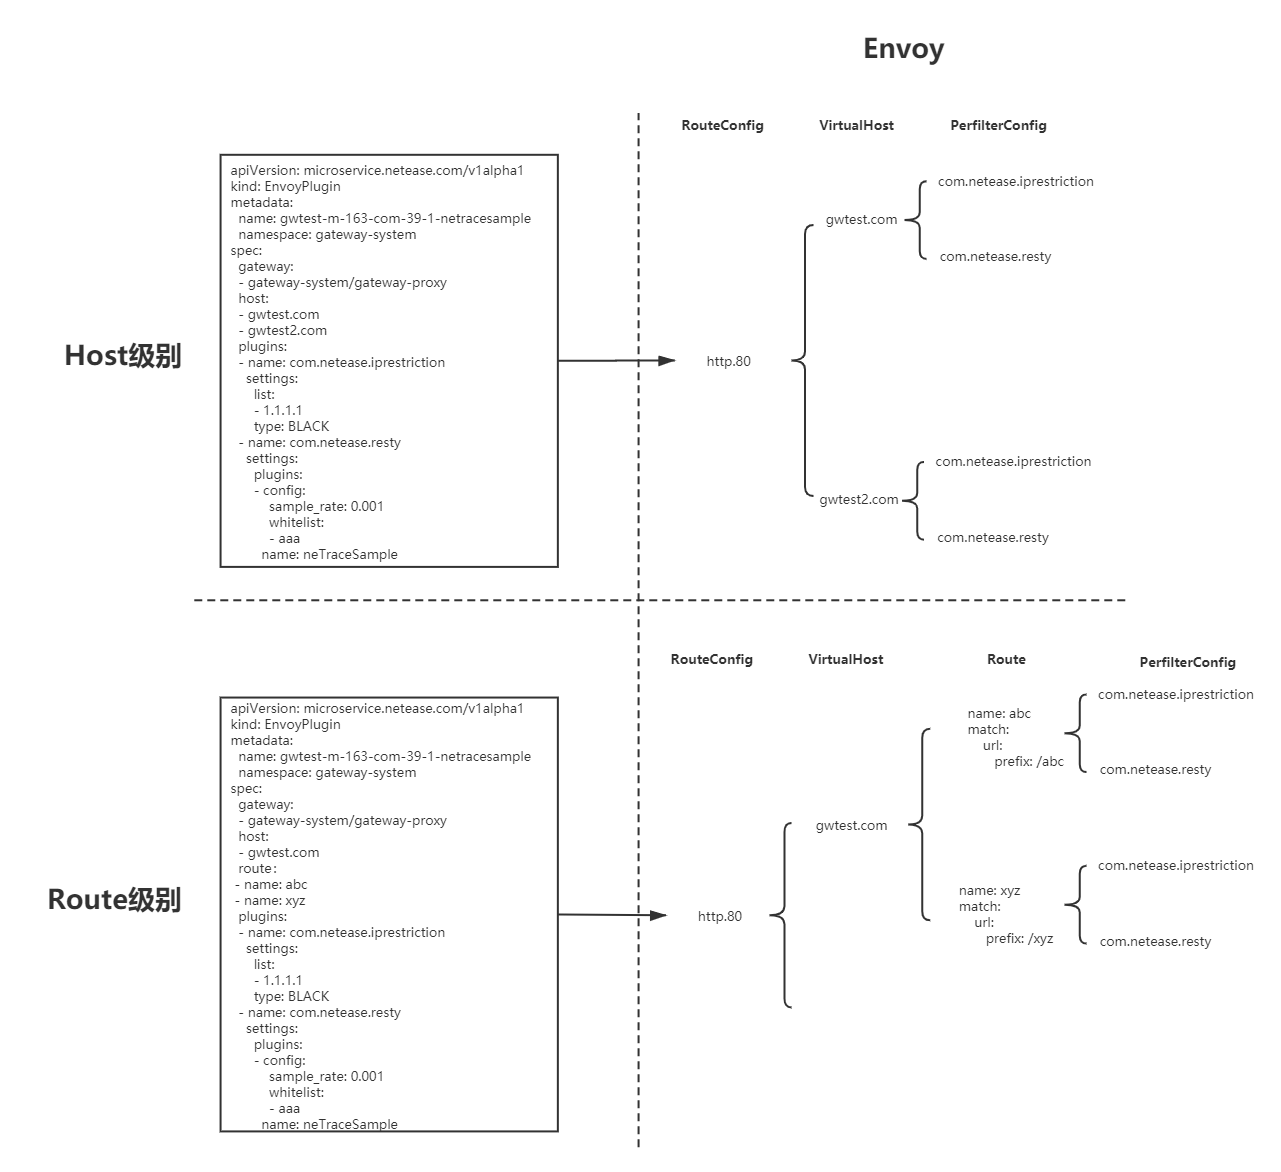 Envoy
RouteConfig
VirtualHost
PerfilterConfig
Host级别
apiVersion: microservice.netease.com/v1alpha1
kind: EnvoyPlugin
metadata:
  name: gwtest-m-163-com-39-1-netracesample
  namespace: gateway-system
spec:
  gateway:
  - gateway-system/gateway-proxy
  host:
  - gwtest.com
  - gwtest2.com
  plugins:
  - name: com.netease.iprestriction
    settings:
      list:
      - 1.1.1.1
      type: BLACK
  - name: com.netease.resty
    settings:
      plugins:
      - config:
          sample_rate: 0.001
          whitelist:
          - aaa
        name: neTraceSample
http.80
gwtest.com
com.netease.iprestriction
com.netease.resty
gwtest2.com
com.netease.iprestriction
com.netease.resty
RouteConfig
VirtualHost
Route
PerfilterConfig
Route级别
apiVersion: microservice.netease.com/v1alpha1
kind: EnvoyPlugin
metadata:
  name: gwtest-m-163-com-39-1-netracesample
  namespace: gateway-system
spec:
  gateway:
  - gateway-system/gateway-proxy
  host:
  - gwtest.com
  route：
 - name: abc
 - name: xyz
  plugins:
  - name: com.netease.iprestriction
    settings:
      list:
      - 1.1.1.1
      type: BLACK
  - name: com.netease.resty
    settings:
      plugins:
      - config:
          sample_rate: 0.001
          whitelist:
          - aaa
        name: neTraceSample
http.80
gwtest.com
name: abc
match:
    url:
       prefix: /abc
com.netease.iprestriction
com.netease.resty
name: xyz
match:
    url:
       prefix: /xyz
com.netease.iprestriction
com.netease.resty